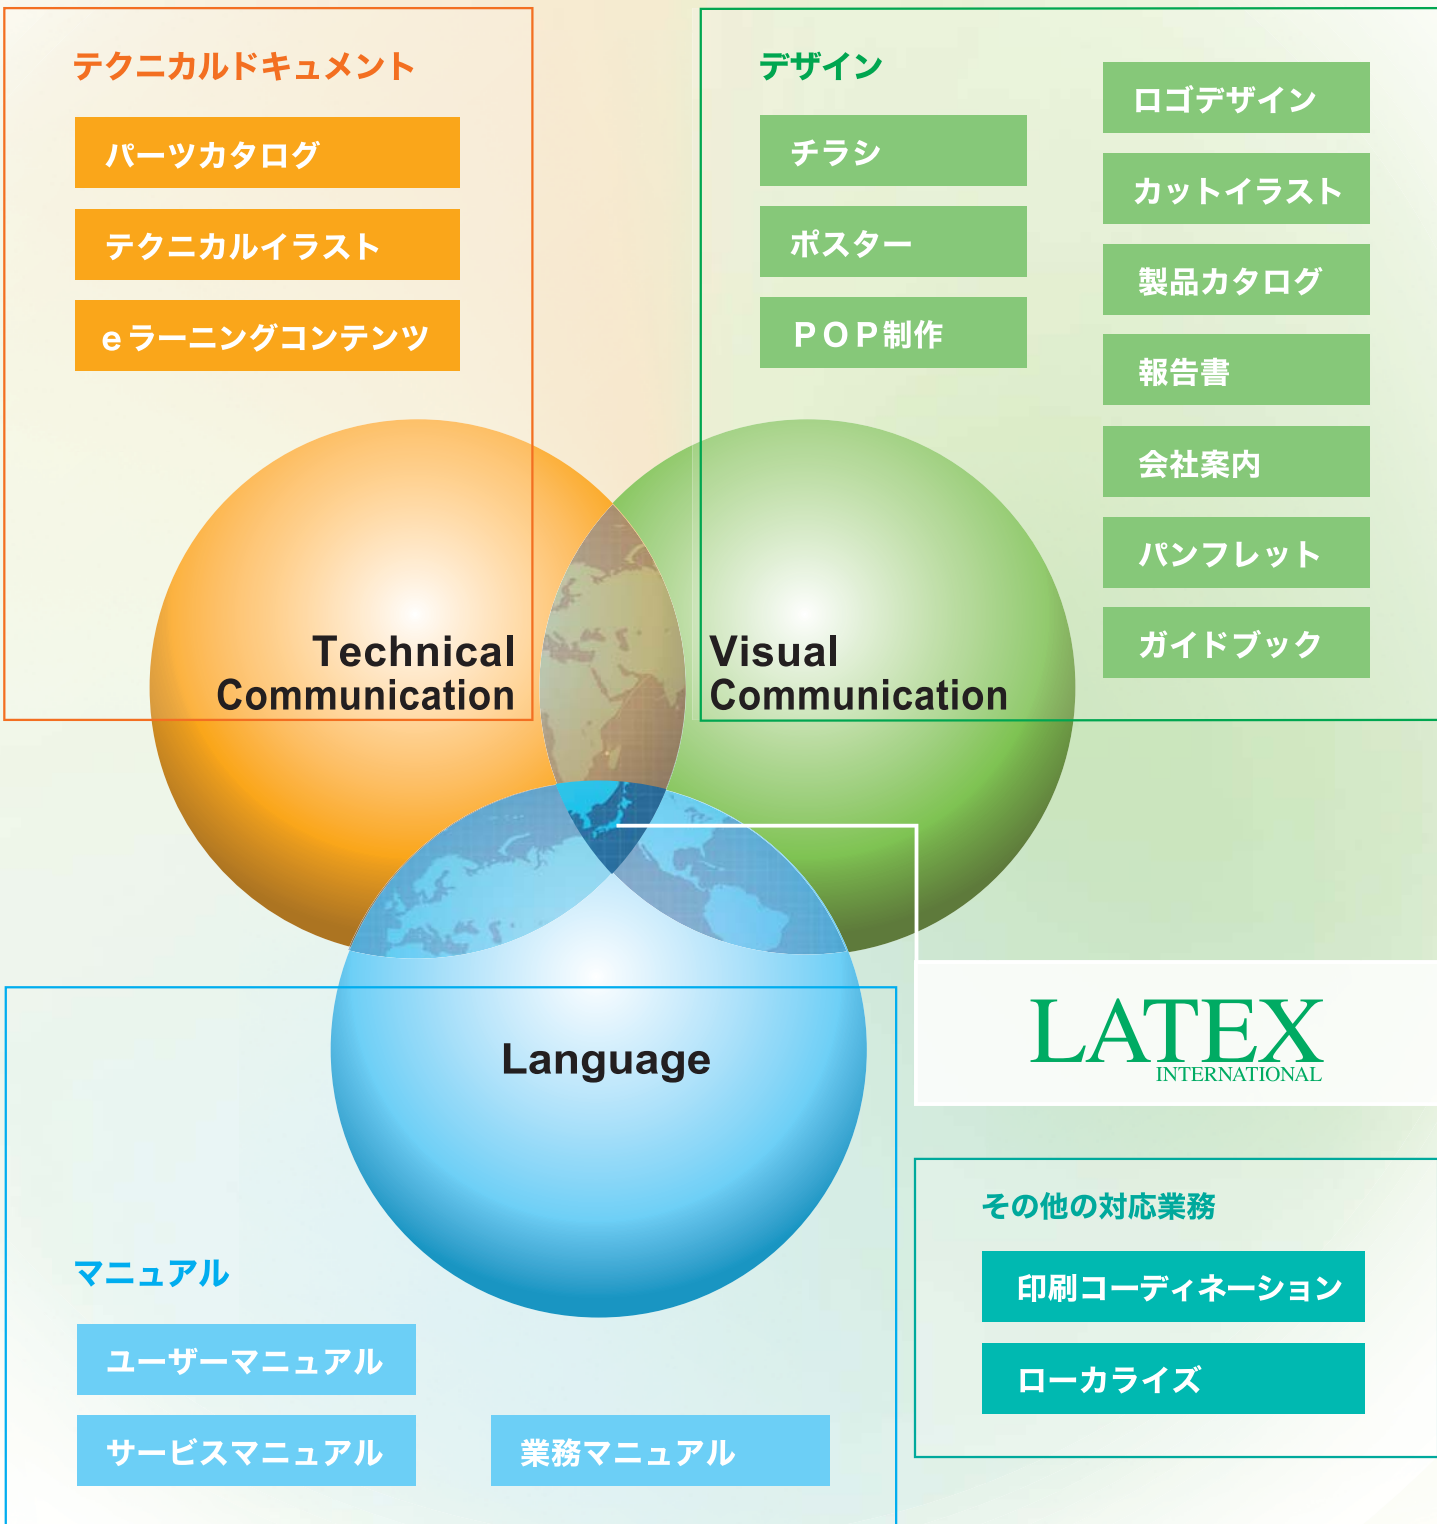 テクニカルドキュメント
パーツカタログ
テクニカルイラスト
eラーニングコンテンツ
デザイン
チラシ
ポスター
POP制作
ロゴデザイン
カットイラスト
製品カタログ
報告書
会社案内
パンフレット
ガイドブック
Technical
Communication
Visual
Communication
Language
LATEX
INTERNATIONAL
マニュアル
ユーザーマニュアル
サービスマニュアル
業務マニュアル
その他の対応業務
印刷コーディネーション
ローカライズ